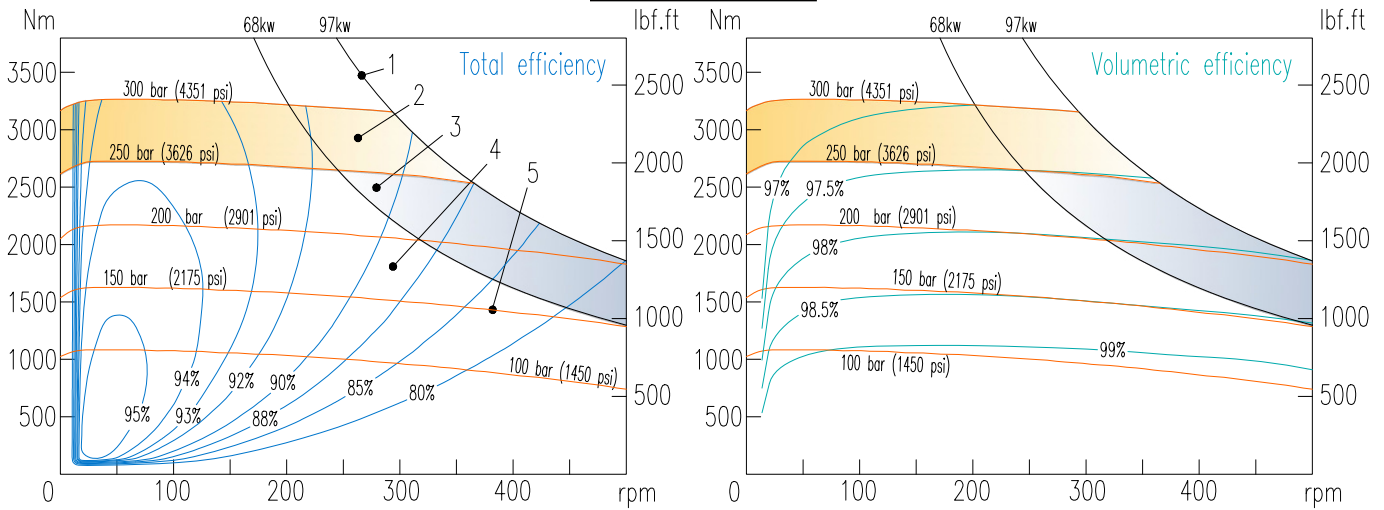 Nm
68kw
97kw
lbf.ft
Total efficiency
3500
3000
2500
2000
1500
1000
500
2500
2000
1500
1000
500
300 bar (4351 psi)
250 bar (3626 psi)
200 bar (2901 psi)
150 bar (2175 psi)
100 bar (1450 psi)
1
2
3
4
5
95%
94%
93%
92%
90%
88%
85%
80%
0
100
200
300
400
rpm
Nm
68kw
97kw
lbf.ft
Volumetric efficiency
3500
3000
2500
2000
1500
1000
500
2500
2000
1500
1000
500
300 bar (4351 psi)
250 bar (3626 psi)
200 bar (2901 psi)
150 bar (2175 psi)
100 bar (1450 psi)
97%
97.5%
98%
98.5%
99%
0
100
200
300
400
rpm